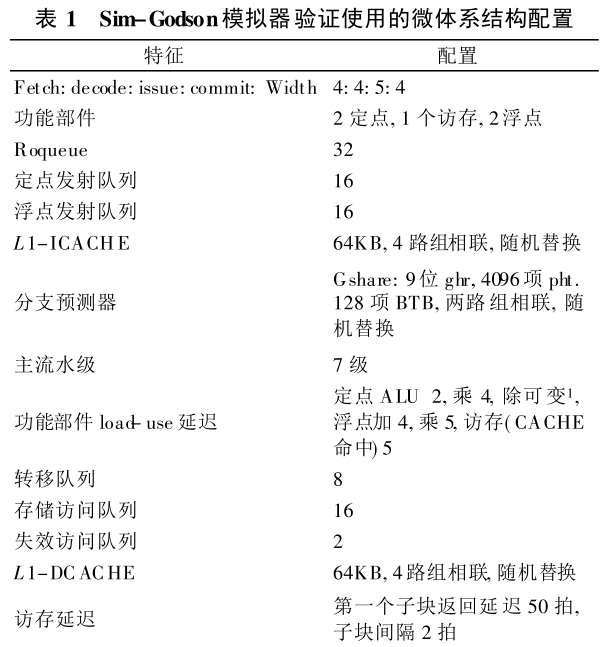 表 1 Sim-Godson模拟器验证使用的微体系结构配置
特征 配置
Fetch: decode: issue: commit: Width 4: 4: 5: 4
功能部件 2 定点, 1 个访存, 2 浮点
Roqueue 32
定点发射队列 16
浮点发射队列 16
L1-ICACHE 64KB, 4 路组相联, 随机替换
分支预测器 Gshare: 9 位 ghr, 4096 项 pht.
128 项 BTB, 两路组相联, 随
机替换
主流水级 7 级
功能部件 load-use 延迟 定点 ALU 2, 乘 4, 除可变1,
浮点加 4, 乘 5, 访存(CACHE
命中) 5
转移队列 8
存储访问队列 16
失效访问队列 2
L1-DCACHE 64KB, 4 路组相联, 随机替换
访存延迟 第一个子块返回延迟 50 拍,
子块间隔 2 拍